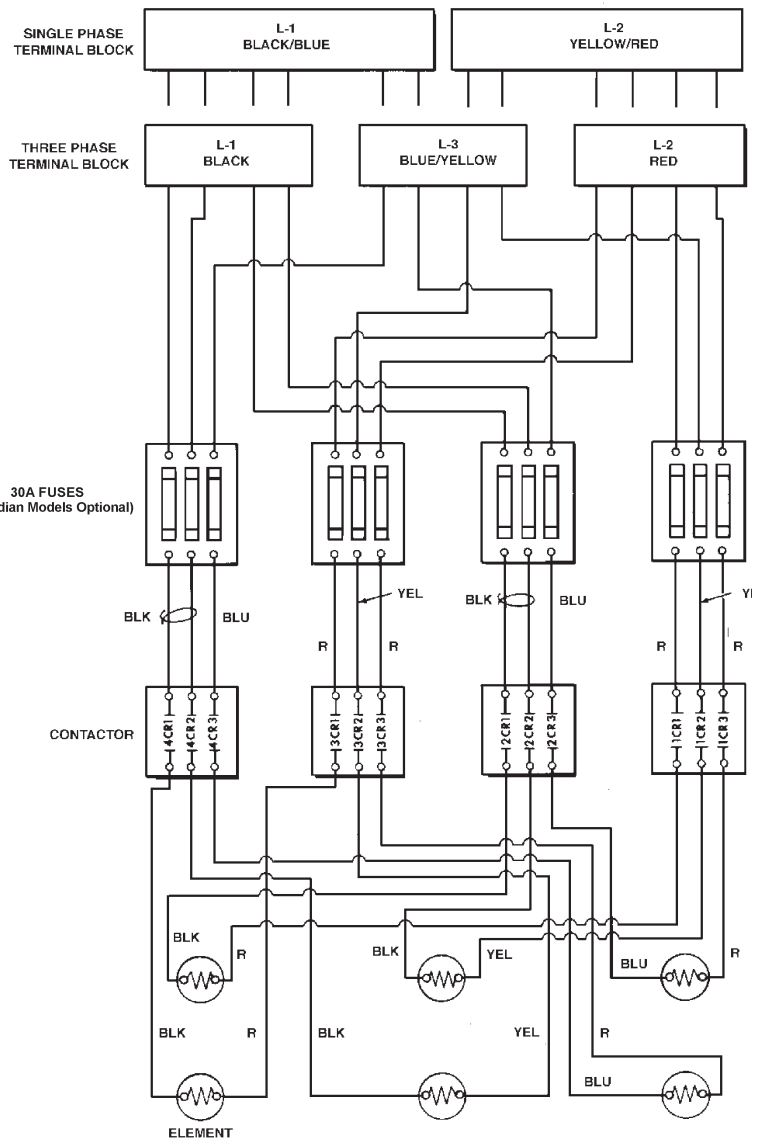 SINGLE PHASE
TERMINAL BLOCK
L-1
BLACK/BLUE
L-2
YELLOW/RED
THREE PHASE
TERMINAL BLOCK
L-1
BLACK
L-3
BLUE/YELLOW
L-2
RED
30A FUSES
dian Models Optional)
BLK
BLU
R
YEL
R
BLK
BLU
R
Y
R
CONTACTOR
4CR1
4CR2
4CR3
3CR1
3CR2
3CR3
2CR1
2CR2
2CR3
1CR1
1CR2
1CR3
BLK
R
BLK
YEL
BLU
R
BLK
R
BLK
YEL
R
BLU
ELEMENT